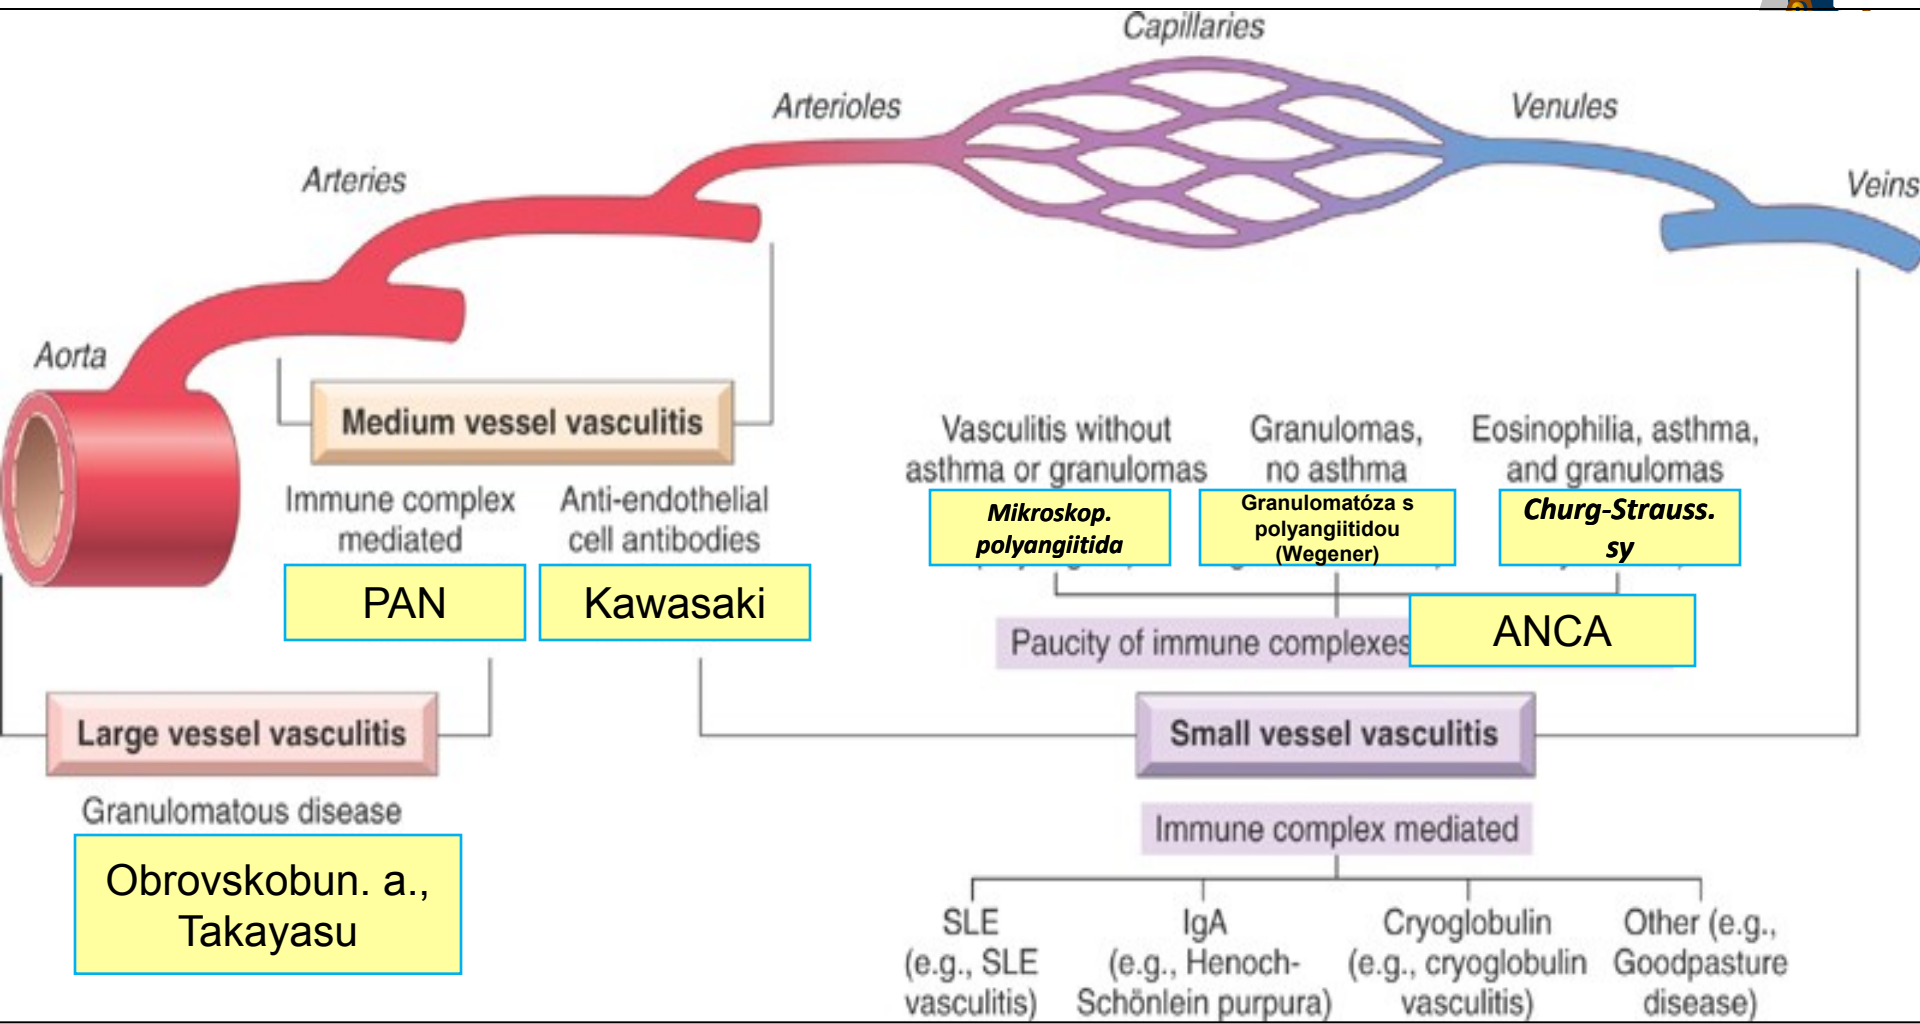 Capillaries
Arterioles
Venules
Arteries
Veins
Aorta
Medium vessel vasculitis
Immune complex
mediated
PAN
Anti-endothelial
cell antibodies
Kawasaki
Vasculitis without
asthma or granulomas
Mikroskop.
polyangiitida
Granulomas,
no asthma
Granulomatóza s
polyangiitidou
(Wegener)
Eosinophilia, asthma,
and granulomas
Churg-Strauss.
sy
Paucity of immune complexes
ANCA
Large vessel vasculitis
Granulomatous disease
Obrovskobun. a.,
Takayasu
Small vessel vasculitis
Immune complex mediated
SLE
(e.g., SLE
vasculitis)
IgA
(e.g., Henoch-
Schönlein purpura)
Cryoglobulin
(e.g., cryoglobulin
vasculitis)
Other (e.g.,
Goodpasture
disease)